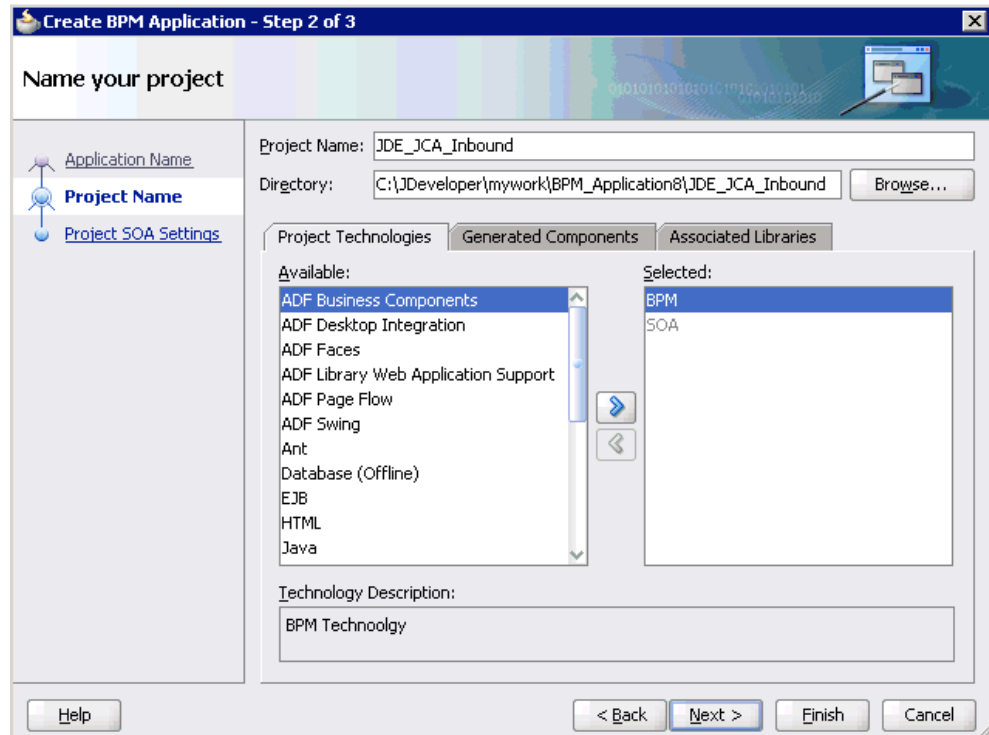 Create BPM Application - Step 2 of 3
Name your project
Application Name
Project Name
Project SOA Settings
Project Name: JDE_JCA_Inbound
Directory: C:\JDeveloper\mywork\BPM_Application8\JDE_JCA_Inbound Browse...
Project Technologies Generated Components Associated Libraries
Available:
ADF Business Components
ADF Desktop Integration
ADF Faces
ADF Library Web Application Support
ADF Page Flow
ADF Swing
Ant
Database (Offline)
EJB
HTML
Java
Selected:
BPM
SOA
Technology Description:
BPM Technoolgy
Help < Back Next > Finish Cancel